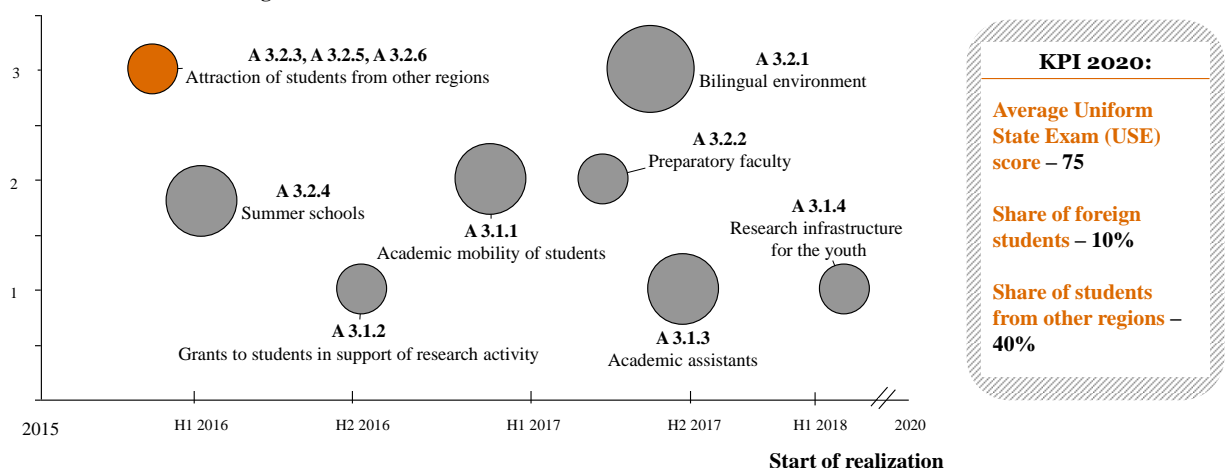 3
2
1
A 3.2.3, A 3.2.5, A 3.2.6
Attraction of students from other regions
A 3.2.1
Bilingual environment
A 3.2.2
Preparatory faculty
A 3.2.4
Summer schools
A 3.1.1
Academic mobility of students
A 3.1.4
Research infrastructure
for the youth
A 3.1.2
Grants to students in support of research activity
A 3.1.3
Academic assistants
2015
H1 2016
H2 2016
H1 2017
H2 2017
H1 2018
2020
Start of realization
KPI 2020:
Average Uniform
State Exam (USE)
score – 75
Share of foreign
students – 10%
Share of students
from other regions –
40%